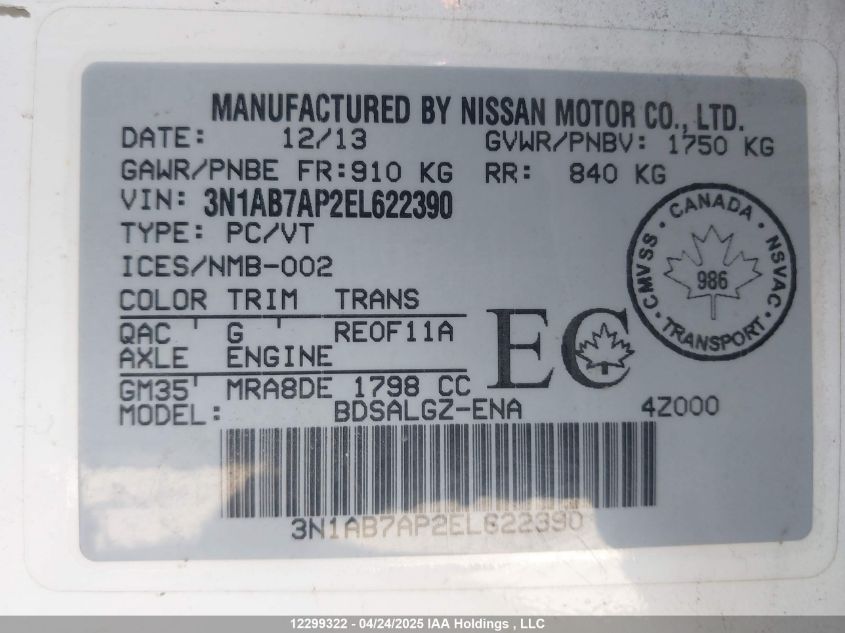 MANUFACTURED BY NISSAN MOTOR CO., LTD.
DATE: 12/13 GVWR/PNBV: 1750 KG
GAWR/PNBE FR:910 KG RR: 840 KG
VIN: 3N1AB7AP2EL622390
TYPE: PC/VT
ICES/NMB-002
COLOR TRIM TRANS
QAC ' G ' RE0F11A
AXLE ENGINE
GM35' MRA8DE 1798 CC
MODEL: BDSALGZ-ENA 4Z000
EC
CANADA · NSVAC · TRANSPORT · CMVSS ·
986
3N1AB7AP2EL622390
12299322 - 04/24/2025 IAA Holdings , LLC